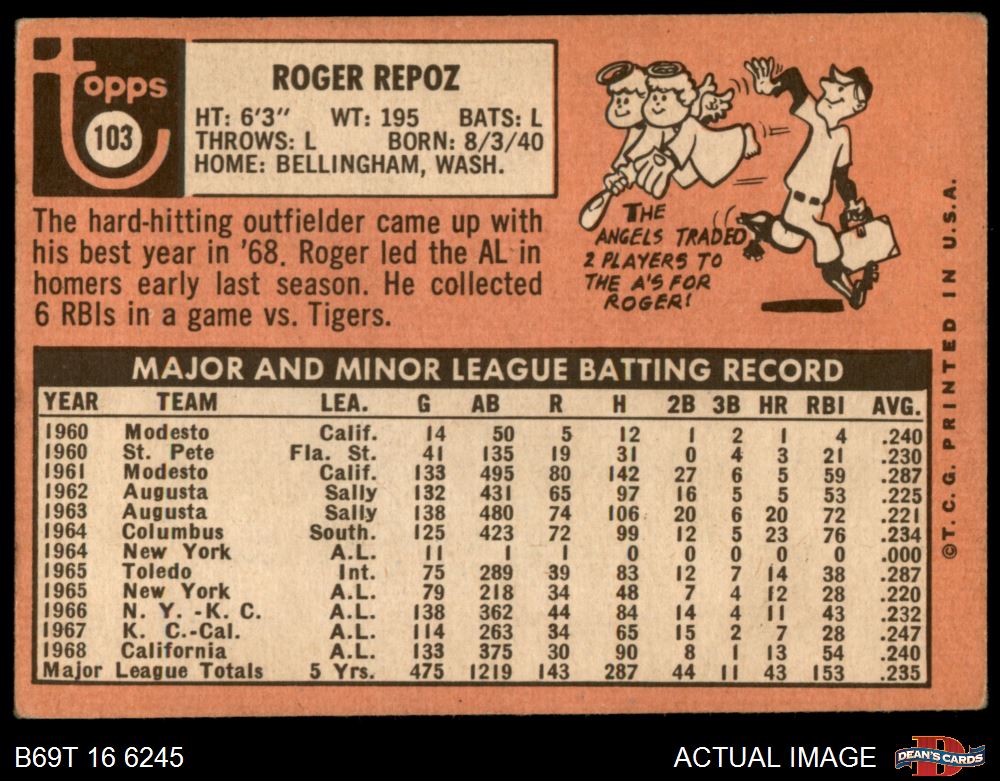 topps
103
ROGER REPOZ
HT: 6'3" WT: 195 BATS: L
THROWS: L BORN: 8/3/40
HOME: BELLINGHAM, WASH.
The hard-hitting outfielder came up with
his best year in '68. Roger led the AL in
homers early last season. He collected
6 RBIs in a game vs. Tigers.
THE
ANGELS TRADED
2 PLAYERS TO
THE A'S FOR
ROGER!
©T.C.G. PRINTED IN U.S.A.
MAJOR AND MINOR LEAGUE BATTING RECORD
YEAR TEAM LEA. G AB R H 2B 3B HR RBI AVG.
1960 Modesto Calif. 14 50 5 12 1 2 1 4 .240
1960 St. Pete Fla. St. 41 135 19 31 0 4 3 21 .230
1961 Modesto Calif. 133 495 80 142 27 6 5 59 .287
1962 Augusta Sally 132 431 65 97 16 5 5 53 .225
1963 Augusta Sally 138 480 74 106 20 6 20 72 .221
1964 Columbus South. 125 423 72 99 12 5 23 76 .234
1964 New York A.L. 11 1 1 0 0 0 0 0 .000
1965 Toledo Int. 75 289 39 83 12 7 14 38 .287
1965 New York A.L. 79 218 34 48 7 4 12 28 .220
1966 N. Y. -K. C. A.L. 138 362 44 84 14 4 11 43 .232
1967 K. C.-Cal. A.L. 114 263 34 65 15 2 7 28 .247
1968 California A.L. 133 375 30 90 8 1 13 54 .240
Major League Totals 5 Yrs. 475 1219 143 287 44 11 43 153 .235
B69T 16 6245
ACTUAL IMAGE
D
DEAN'S CARDS